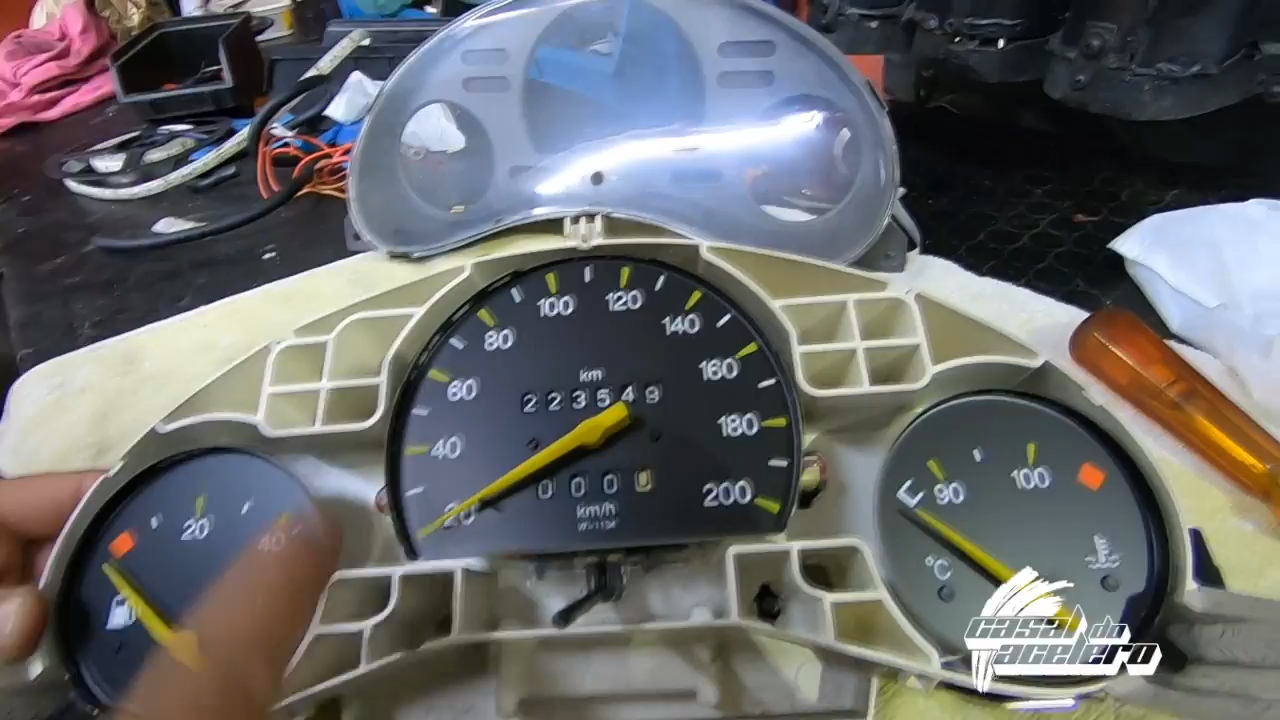 100 120
80 140
60 160
40 180
20 200
km
223549
0000
km/h
20
40
90 100
°C
Casal do
acelero